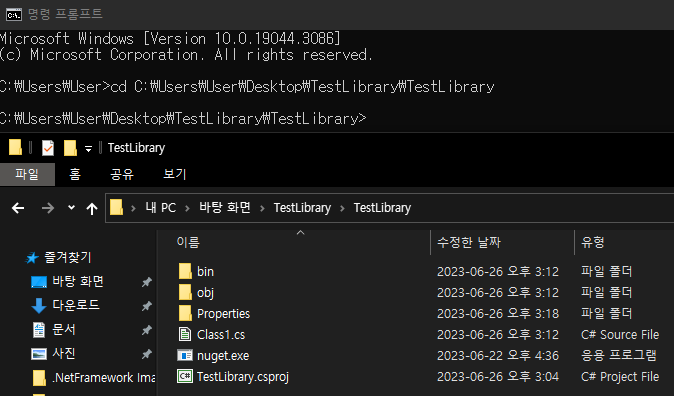 명령 프롬프트
Microsoft Windows [Version 10.0.19044.3086]
(c) Microsoft Corporation. All rights reserved.
C:₩Users₩User>cd C:₩Users₩User₩Desktop₩TestLibrary₩TestLibrary
C:₩Users₩User₩Desktop₩TestLibrary₩TestLibrary>
TestLibrary
파일 홈 공유 보기
내 PC > 바탕 화면 > TestLibrary > TestLibrary
이름 수정한 날짜 유형
즐겨찾기
바탕 화면
다운로드
문서
사진
.NetFramework Ima
bin 2023-06-26 오후 3:12 파일 폴더
obj 2023-06-26 오후 3:12 파일 폴더
Properties 2023-06-26 오후 3:18 파일 폴더
Class1.cs 2023-06-26 오후 3:12 C# Source File
nuget.exe 2023-06-22 오후 4:36 응용 프로그램
TestLibrary.csproj 2023-06-26 오후 3:04 C# Project File